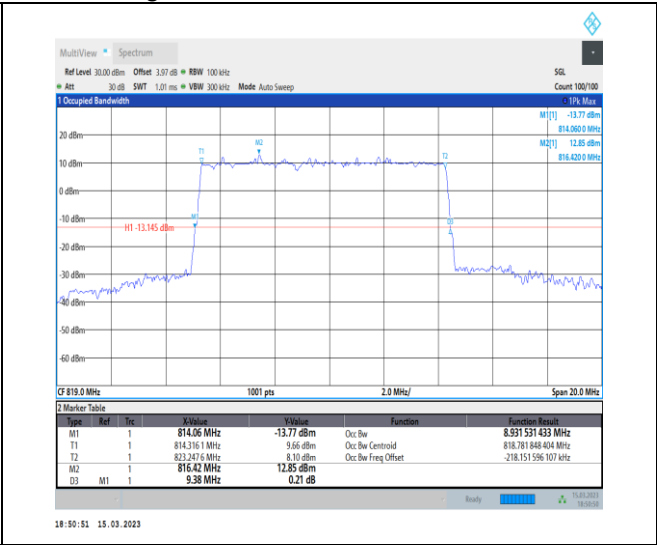 MultiView Spectrum
Ref Level 30.00 dBm Offset 3.97 dB RBW 100 kHz SGL
Att 30 dB SWT 1.01 ms VBW 300 kHz Mode Auto Sweep Count 100/100
1 Occupied Bandwidth 1Pk Max
M1[1] -13.77 dBm
814.060 0 MHz
M2[1] 12.85 dBm
816.420 0 MHz
20 dBm
M2
T1
T2
10 dBm
0 dBm
-10 dBm
M1
D3
H1 -13.145 dBm
-20 dBm
-30 dBm
-40 dBm
-50 dBm
-60 dBm
CF 819.0 MHz 1001 pts 2.0 MHz/ Span 20.0 MHz
2 Marker Table
Type Ref Trc X-Value Y-Value Function Function Result
M1 1 814.06 MHz -13.77 dBm Occ Bw 8.931 531 433 MHz
T1 1 814.316 1 MHz 9.66 dBm Occ Bw Centroid 818.781 848 404 MHz
T2 1 823.247 6 MHz 8.10 dBm Occ Bw Freq Offset -218.151 596 107 kHz
M2 1 816.42 MHz 12.85 dBm
D3 M1 1 9.38 MHz 0.21 dB
Ready 15.03.2023
18:50:50
18:50:51 15.03.2023